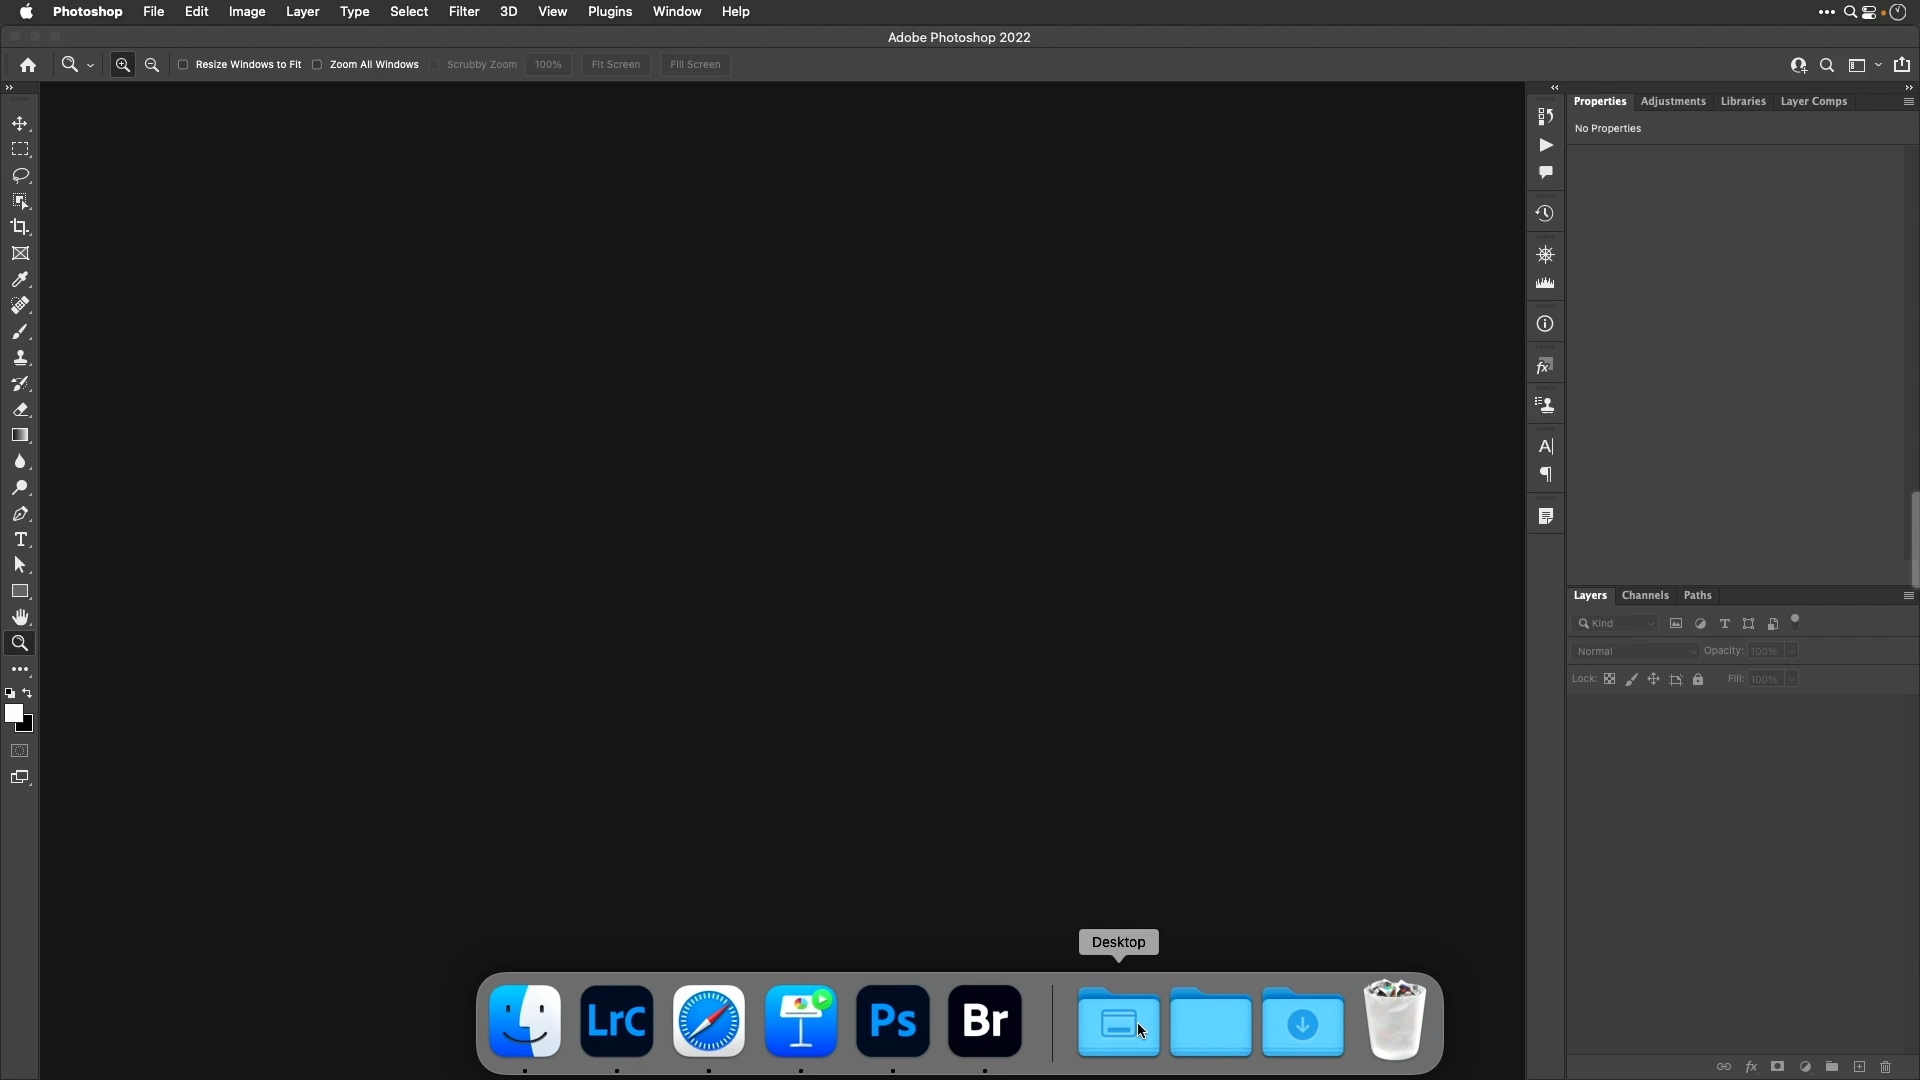 Photoshop File Edit Image Layer Type Select Filter 3D View Plugins Window Help
Adobe Photoshop 2022
Resize Windows to Fit Zoom All Windows Scrubby Zoom 100% Fit Screen Fill Screen
Properties Adjustments Libraries Layer Comps
No Properties
Layers Channels Paths
Kind
Normal Opacity: 100%
Lock: Fill: 100%
Desktop
LrC Ps Br